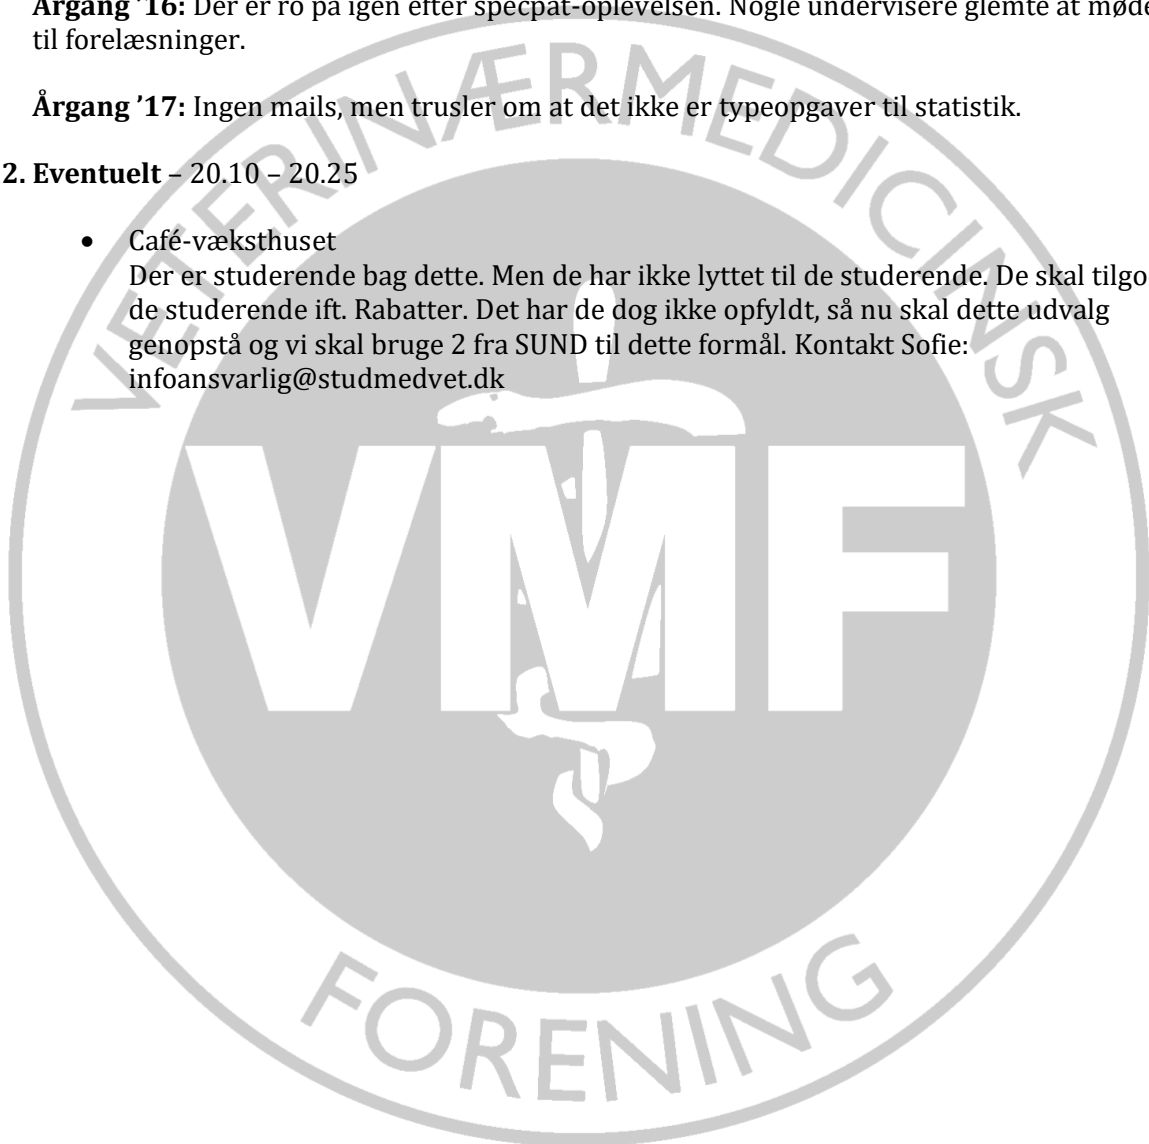 Årgang '16: Der er ro på igen efter specpat-oplevelsen. Nogle undervisere glemte at møde
til forelæsninger.
Årgang '17: Ingen mails, men trusler om at det ikke er typeopgaver til statistik.
2. Eventuelt – 20.10 – 20.25
• Café-væksthuset
Der er studerende bag dette. Men de har ikke lyttet til de studerende. De skal tilgo
de studerende ift. Rabatter. Det har de dog ikke opfyldt, så nu skal dette udvalg
genopstå og vi skal bruge 2 fra SUND til dette formål. Kontakt Sofie:
infoansvarlig@studmedvet.dk
VETERINÆRMEDICINSK
VMF
FORENING